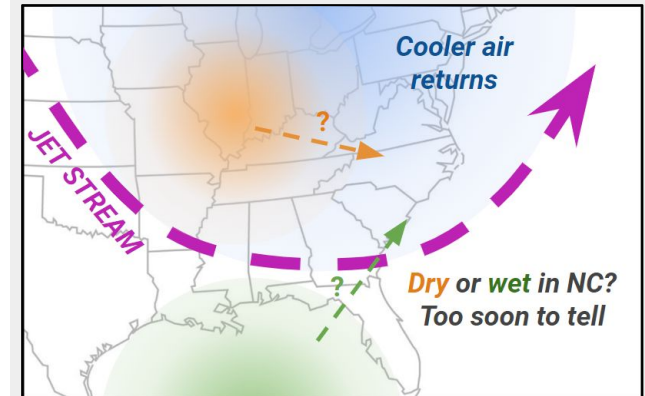 Cooler air
returns
?
JET STREAM
?
Dry or wet in NC?
Too soon to tell